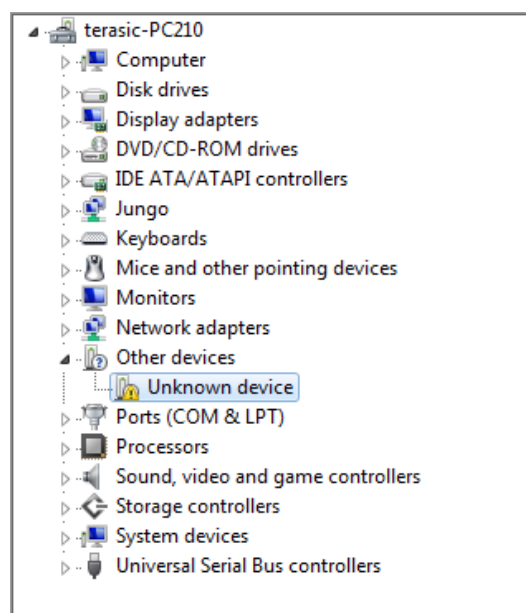 terasic-PC210
Computer
Disk drives
Display adapters
DVD/CD-ROM drives
IDE ATA/ATAPI controllers
Jungo
Keyboards
Mice and other pointing devices
Monitors
Network adapters
Other devices
Unknown device
Ports (COM & LPT)
Processors
Sound, video and game controllers
Storage controllers
System devices
Universal Serial Bus controllers